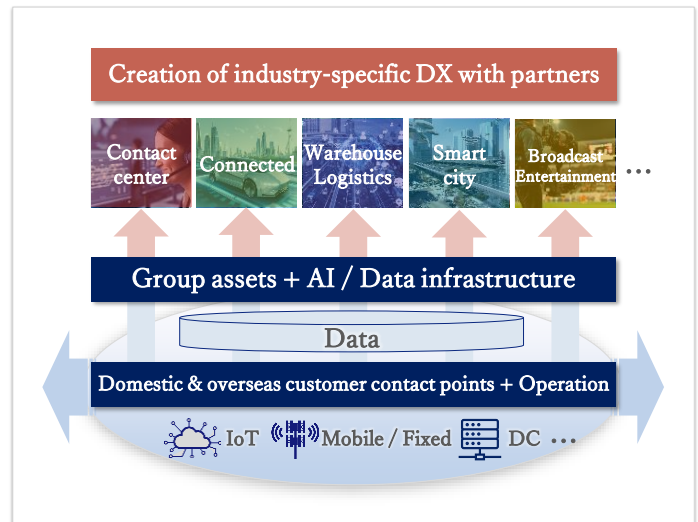 Creation of industry-specific DX with partners
Contact
center
Connected
Warehouse
Logistics
Smart
city
Broadcast
Entertainment
...
Group assets + AI / Data infrastructure
Data
Domestic & overseas customer contact points + Operation
IoT
Mobile / Fixed
DC
...